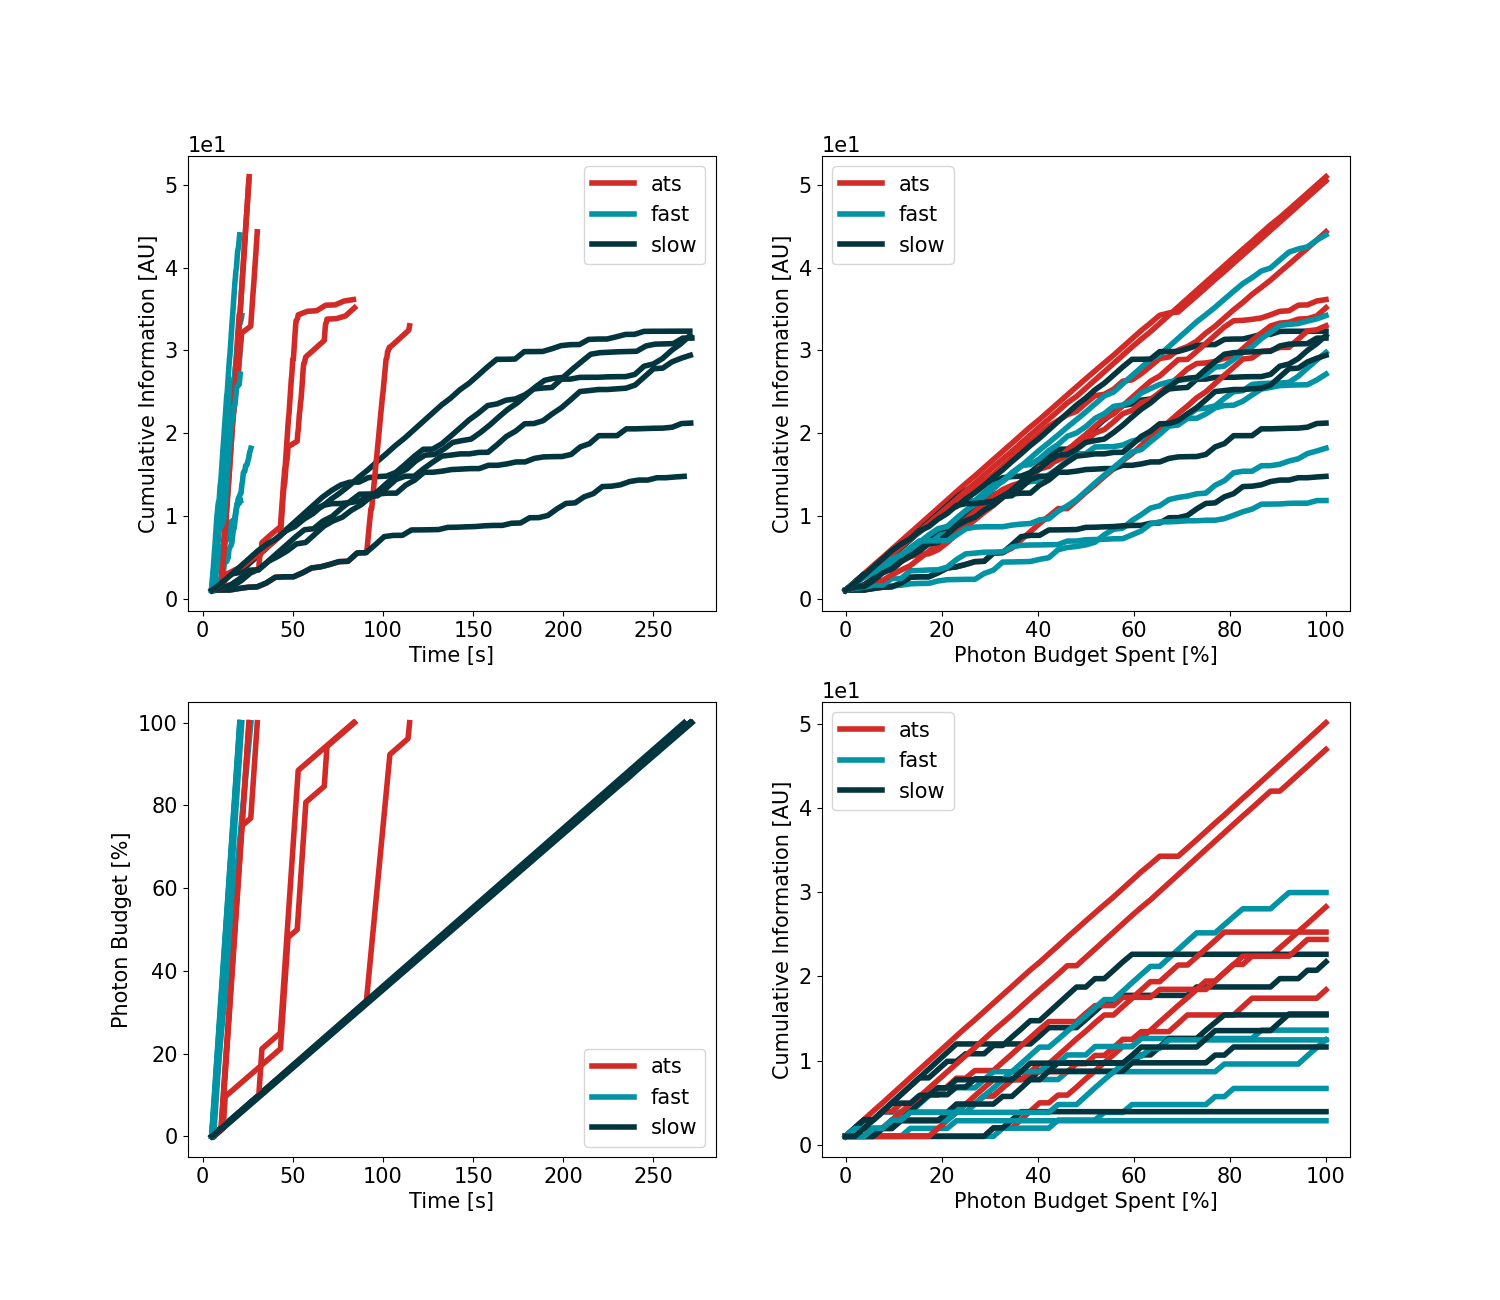 1e1
Cumulative Information [AU]
5
4
3
2
1
0
ats
fast
slow
0 50 100 150 200 250
Time [s]
1e1
Cumulative Information [AU]
5
4
3
2
1
0
ats
fast
slow
0 20 40 60 80 100
Photon Budget Spent [%]
Photon Budget [%]
100
80
60
40
20
0
ats
fast
slow
0 50 100 150 200 250
Time [s]
1e1
Cumulative Information [AU]
5
4
3
2
1
0
ats
fast
slow
0 20 40 60 80 100
Photon Budget Spent [%]